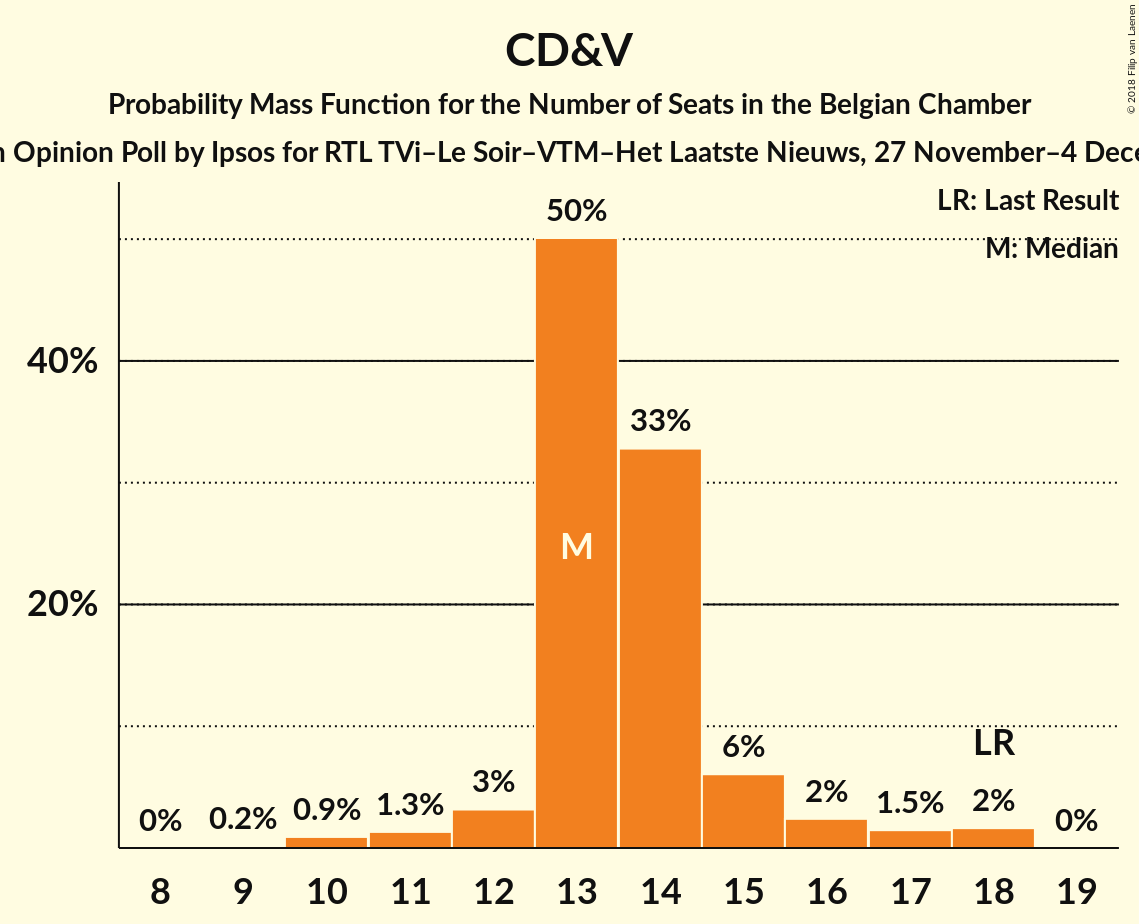 CD&V
Probability Mass Function for the Number of Seats in the Belgian Chamber
Opinion Poll by Ipsos for RTL TVi–Le Soir–VTM–Het Laatste Nieuws, 27 November–4
© 2018 Filip van Laenen
LR: Last Result
M: Median
50%
40%
33%
M
20%
6%
LR
3%
2%
2%
1.5%
1.3%
0.9%
0.2%
0%
0%
8 9 10 11 12 13 14 15 16 17 18 19